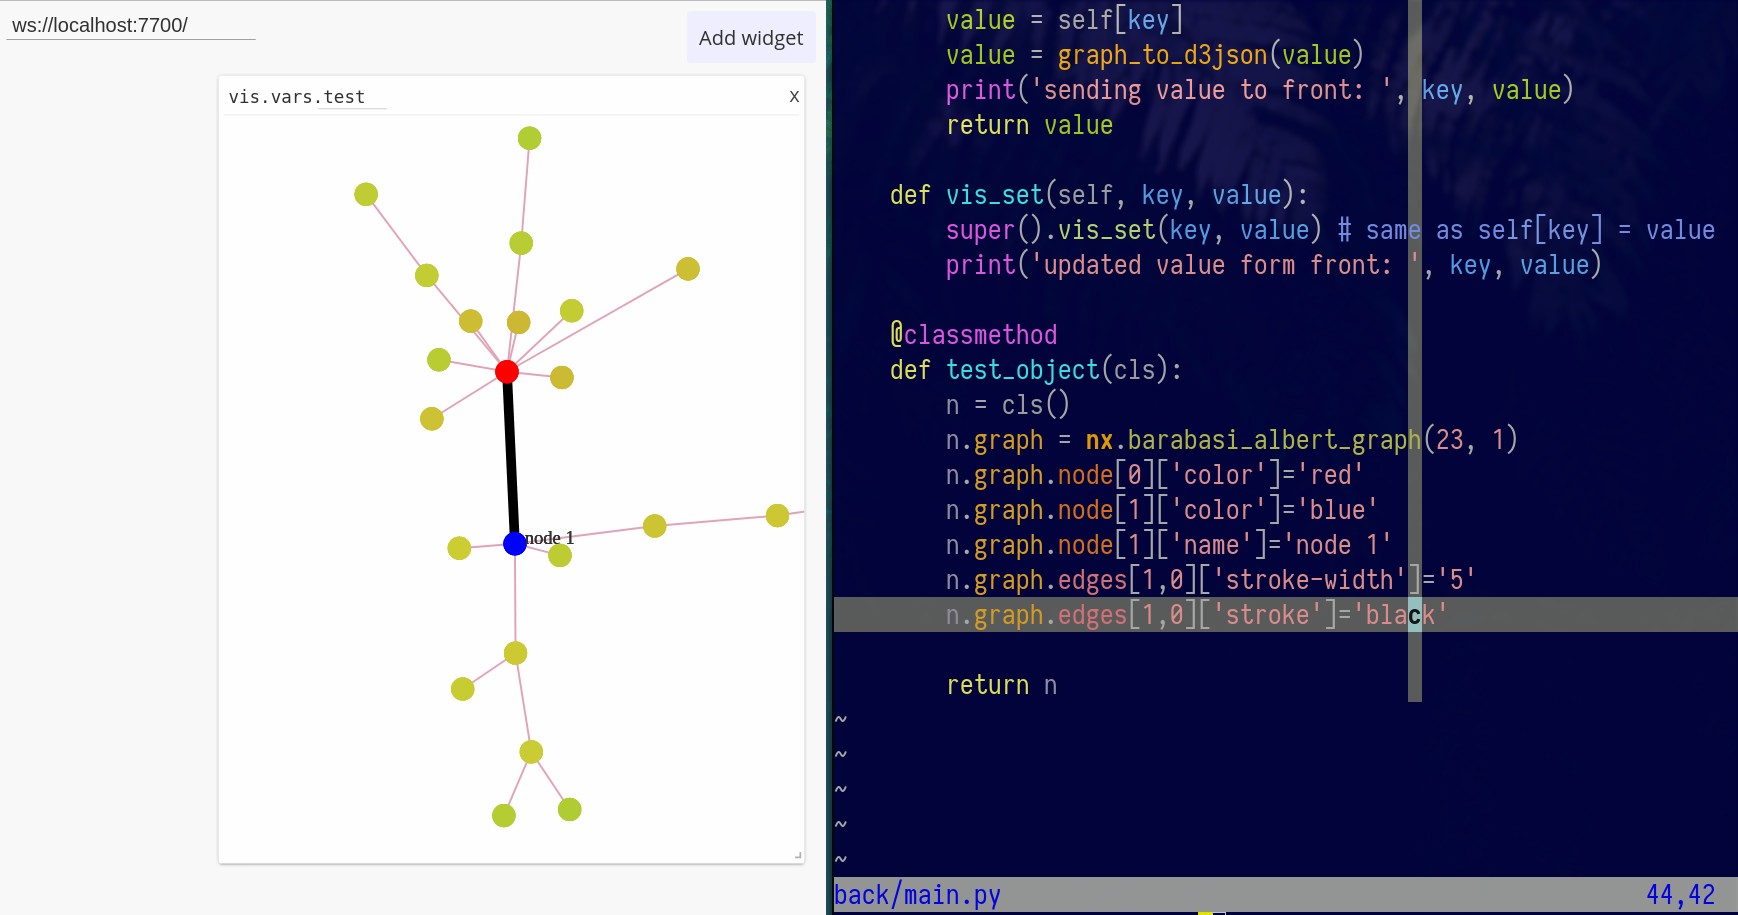 ws://localhost:7700/
Add widget
vis.vars.test
x
node 1
value = self[key]
value = graph_to_d3json(value)
print('sending value to front: ', key, value)
return value
def vis_set(self, key, value):
super().vis_set(key, value) # same as self[key] = value
print('updated value form front: ', key, value)
@classmethod
def test_object(cls):
n = cls()
n.graph = nx.barabasi_albert_graph(23, 1)
n.graph.node[0]['color']='red'
n.graph.node[1]['color']='blue'
n.graph.node[1]['name']='node 1'
n.graph.edges[1,0]['stroke-width']='5'
n.graph.edges[1,0]['stroke']='black'
return n
~
~
~
~
~
back/main.py 44,42